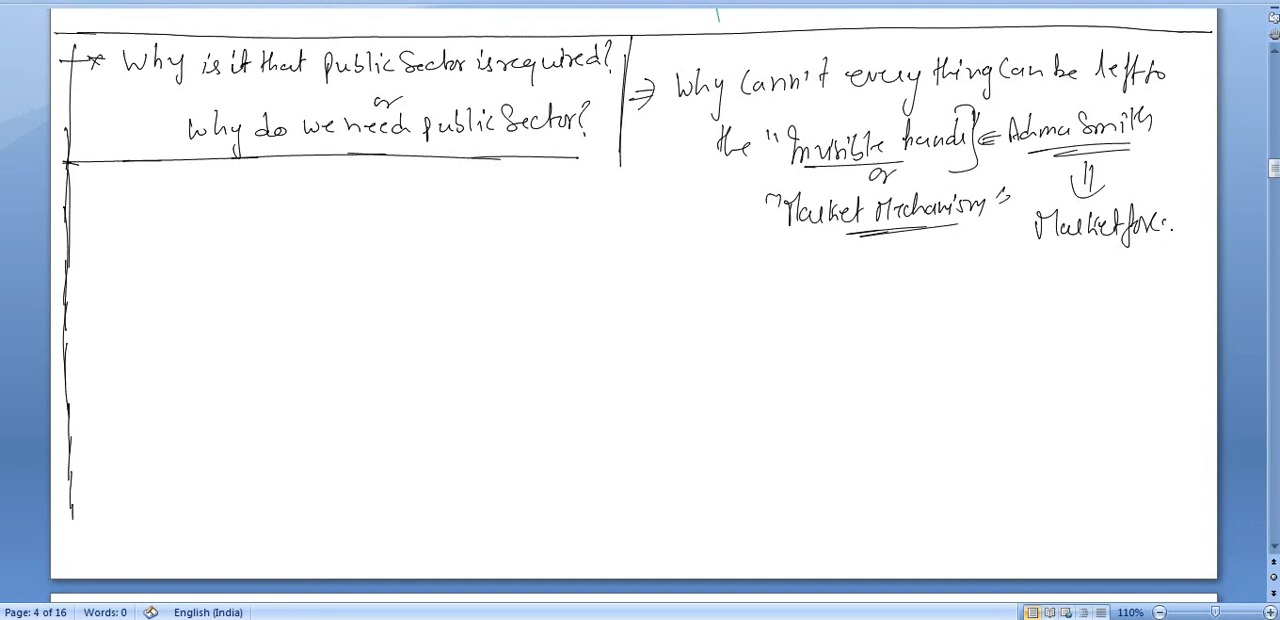 * Why is it that public Sector is required?
or
Why do we need public Sector?
⇒ Why Cann't every thing Can be left to
the "Invisible hand} ⇐ Adma Smith
or
"Market Mechanism"
⇓
Market forc.
Page: 4 of 16 Words: 0 English (India) 110%